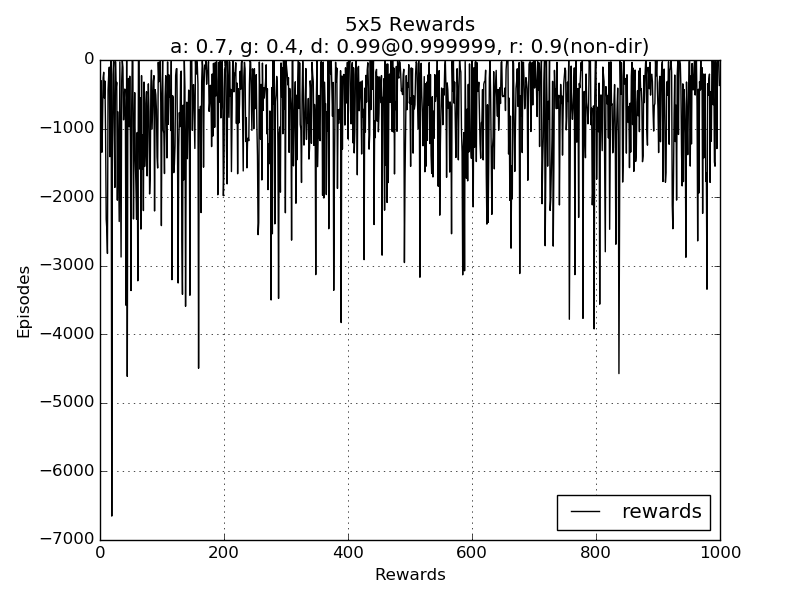 5x5 Rewards
a: 0.7, g: 0.4, d: 0.99@0.999999, r: 0.9(non-dir)
0
−1000
−2000
−3000
−4000
−5000
−6000
−7000
Episodes
rewards
0 200 400 600 800 1000
Rewards